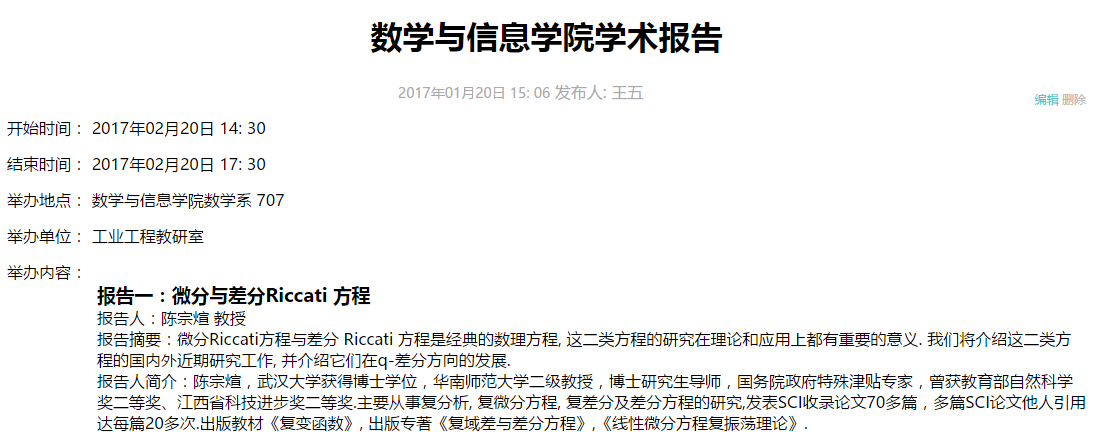 数学与信息学院学术报告
2017年01月20日 15: 06 发布人: 王五
编辑 删除
开始时间： 2017年02月20日 14: 30
结束时间： 2017年02月20日 17: 30
举办地点： 数学与信息学院数学系 707
举办单位： 工业工程教研室
举办内容：
报告一：微分与差分Riccati 方程
报告人：陈宗煊 教授
报告摘要：微分Riccati方程与差分 Riccati 方程是经典的数理方程, 这二类方程的研究在理论和应用上都有重要的意义. 我们将介绍这二类方
程的国内外近期研究工作, 并介绍它们在q-差分方向的发展.
报告人简介：陈宗煊，武汉大学获得博士学位，华南师范大学二级教授，博士研究生导师，国务院政府特殊津贴专家，曾获教育部自然科学
奖二等奖、江西省科技进步奖二等奖.主要从事复分析, 复微分方程, 复差分及差分方程的研究,发表SCI收录论文70多篇，多篇SCI论文他人引用
达每篇20多次.出版教材《复变函数》, 出版专著《复域差与差分方程》,《线性微分方程复振荡理论》.